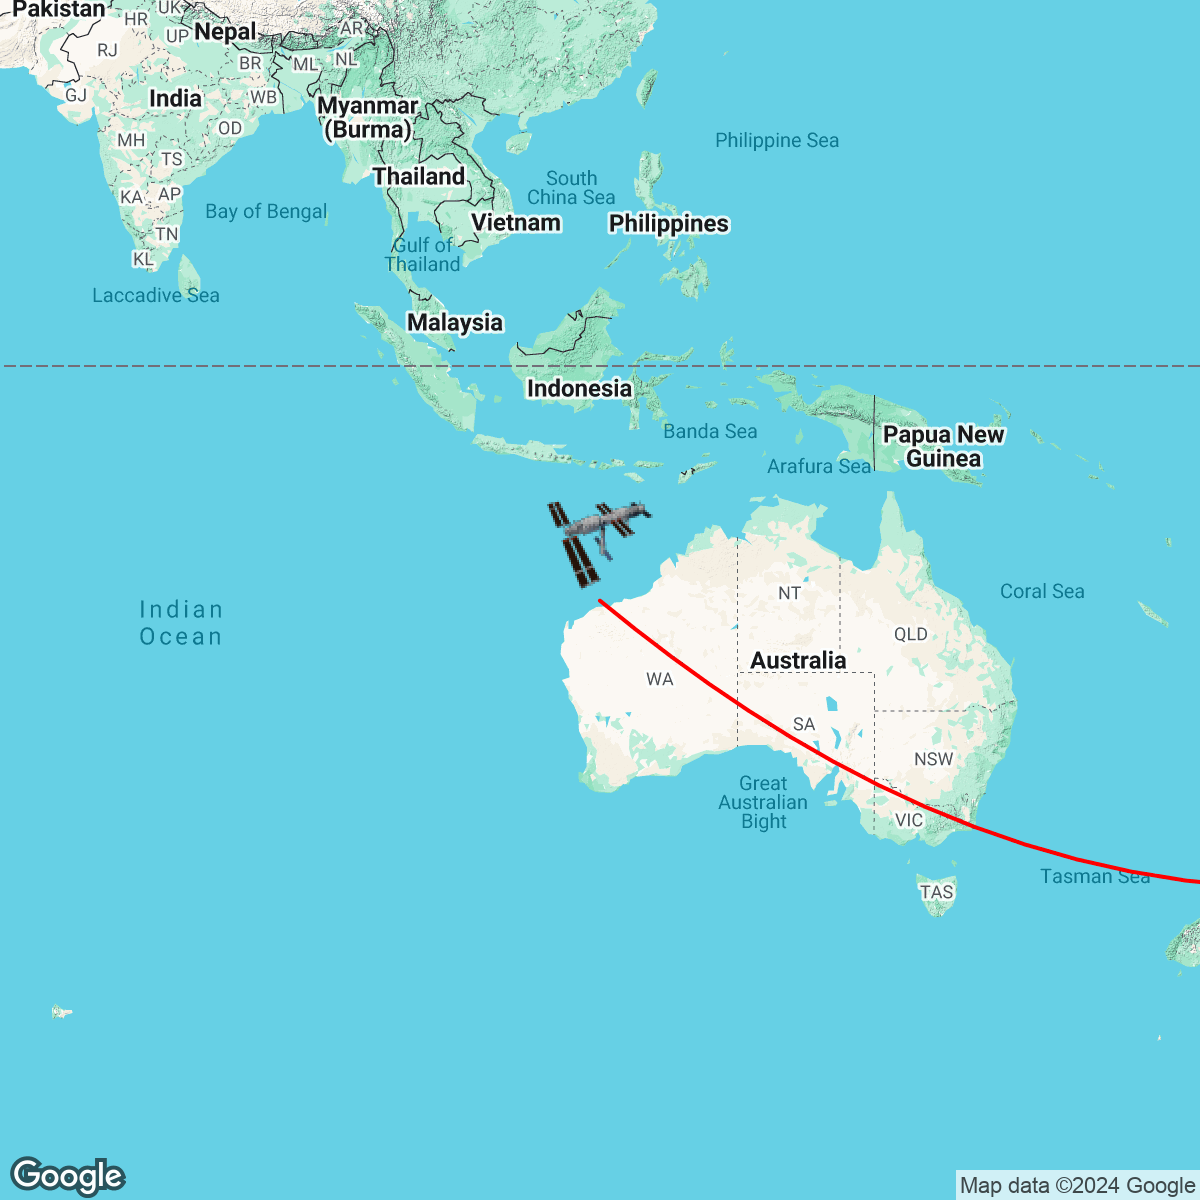 Pakistan
UK
HR
UP
Nepal
AR
RJ
BR
ML
NL
GJ
India
WB
Myanmar
(Burma)
OD
MH
TS
Philippine Sea
Thailand
South
China Sea
KA
AP
Bay of Bengal
Vietnam
Philippines
TN
Gulf of
Thailand
KL
Laccadive Sea
Malaysia
Indonesia
Banda Sea
Papua New
Guinea
Arafura Sea
NT
Coral Sea
Indian
Ocean
QLD
Australia
WA
SA
NSW
Great
Australian
Bight
VIC
Tasman Sea
TAS
Google
Map data ©2024 Google